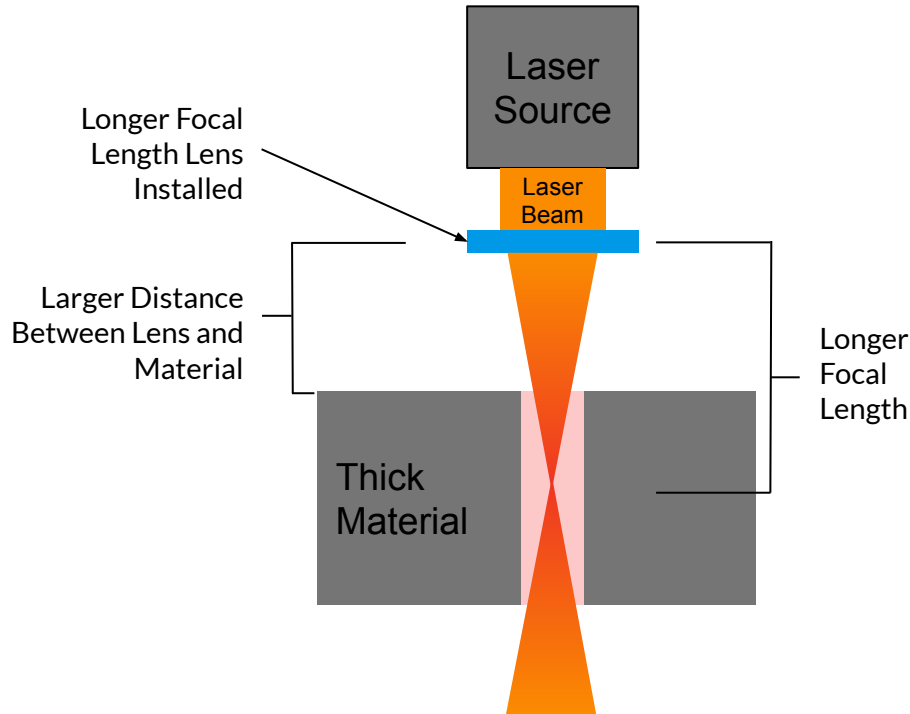 Laser
Source
Longer Focal
Length Lens
Installed
Laser
Beam
Larger Distance
Between Lens and
Material
Longer
Focal
Length
Thick
Material